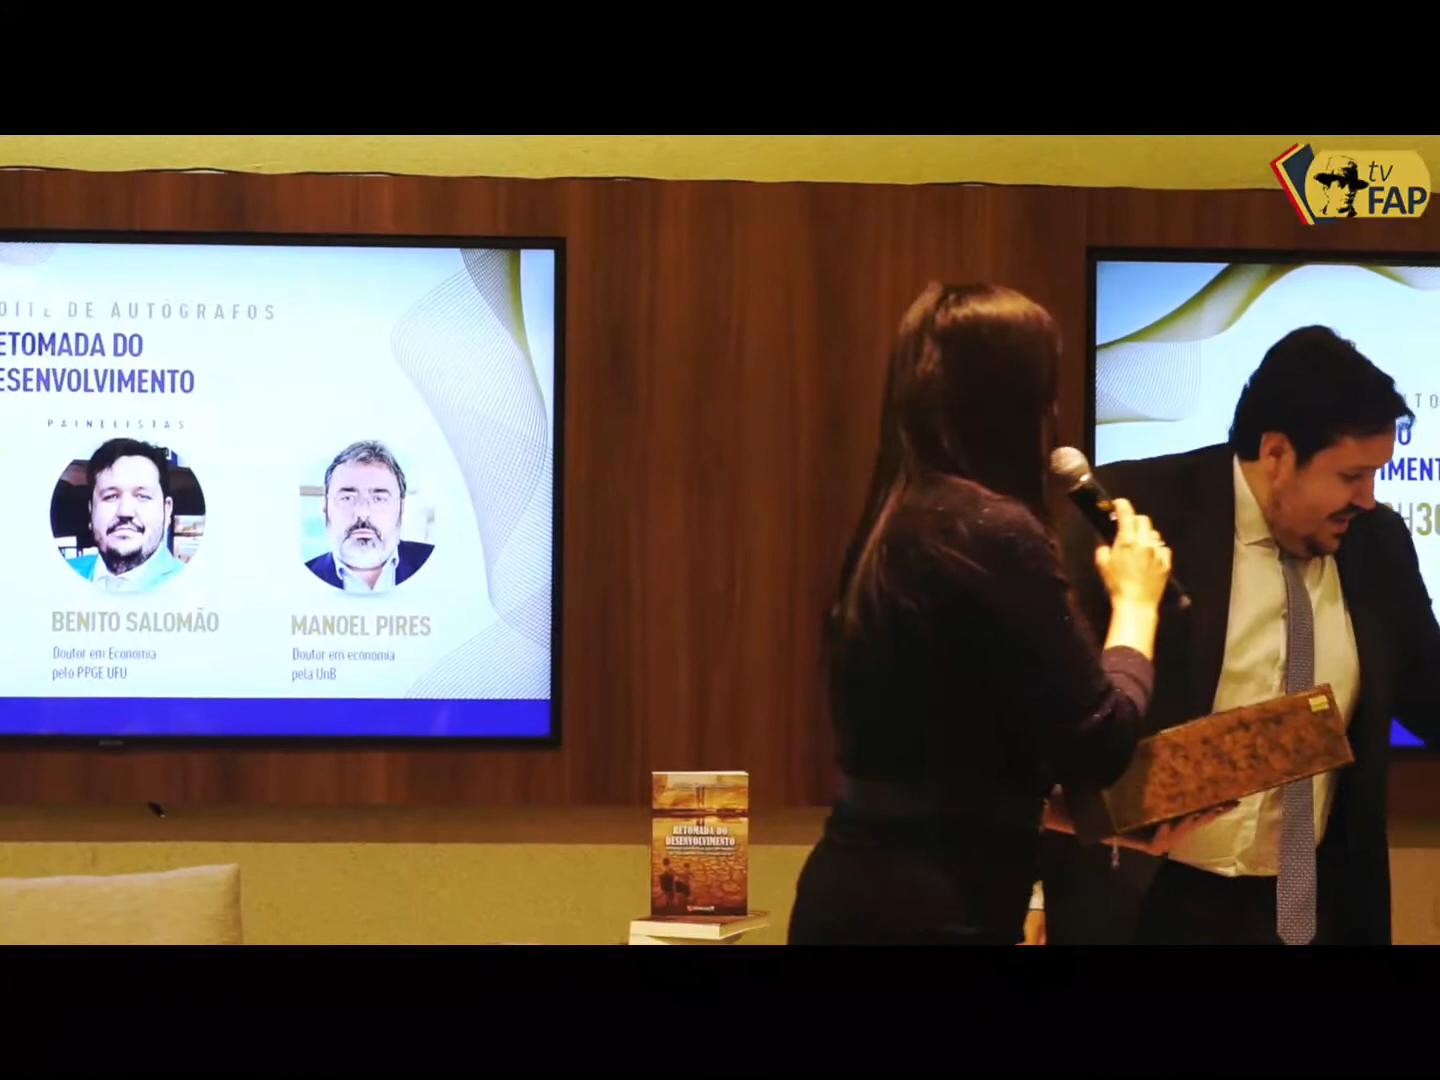 tv
FAP
DE AUTÓGRAFOS
ETOMADA DO
ESENVOLVIMENTO
PAINELISTAS
BENITO SALOMÃO
Doutor em Economia
pelo PPGE UFU
MANOEL PIRES
Doutor em economia
pela UnB
RETOMADA DO
DESENVOLVIMENTO